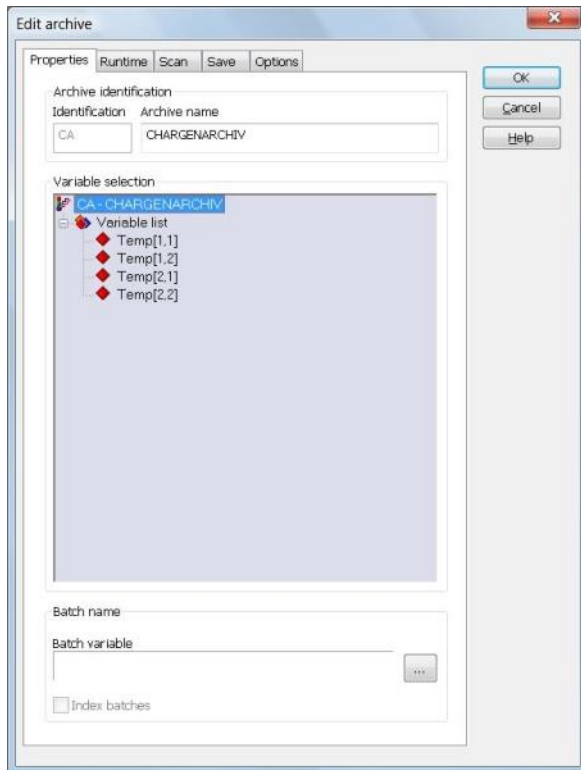 Edit archive
Properties Runtime Scan Save Options
OK
Cancel
Help
Archive identification
Identification Archive name
CA CHARGENARCHIV
Variable selection
CA - CHARGENARCHIV
Variable list
Temp[1,1]
Temp[1,2]
Temp[2,1]
Temp[2,2]
Batch name
Batch variable
...
Index batches